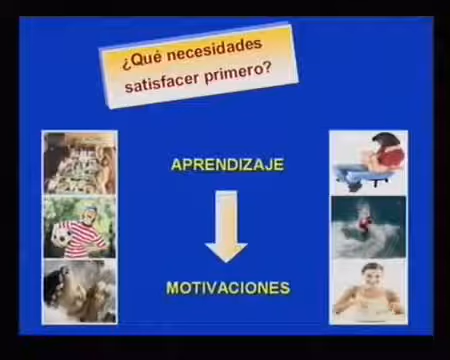 ¿Qué necesidades
satisfacer primero?
APRENDIZAJE
MOTIVACIONES